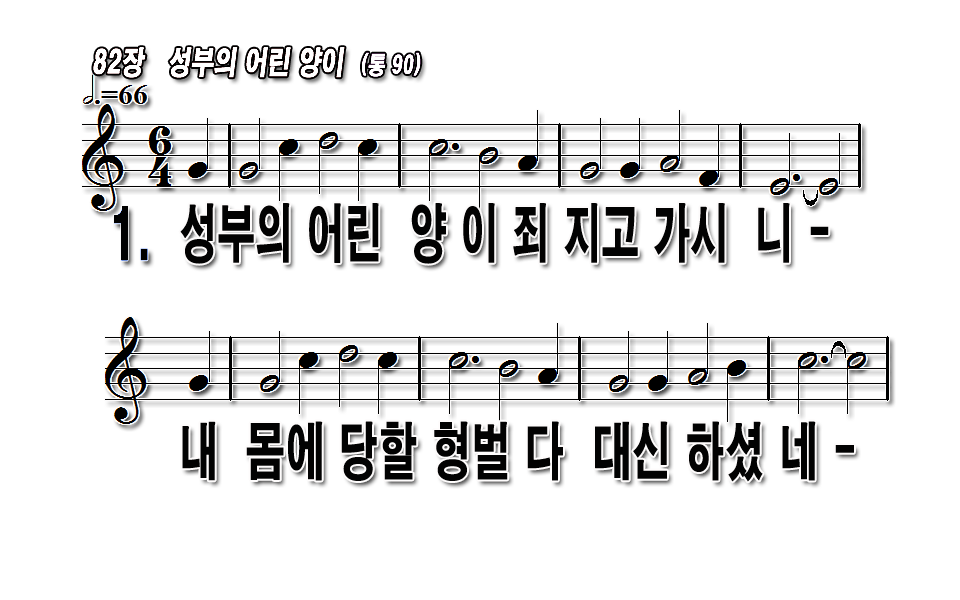 82장 성부의 어린 양이 (통 90)
𝅗𝅥.=66
6
4
1. 성부의 어린 양 이 죄 지고 가시 니 -
내 몸에 당할 형벌 다 대신 하셨 네 -